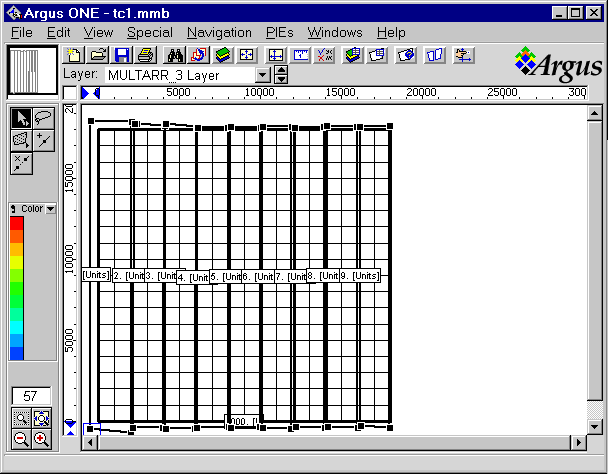 Argus ONE - tc1.mmb
File Edit View Special Navigation PIEs Windows Help
Layer: MULTARR_3 Layer
Argus
5000 10000 15000 20000 25000 300
20
15000
10000
5000
0
Color
[Units] 2. [Unit 3. [Unit 4. [Unit 5. [Unit 6. [Unit 7. [Unit 8. [Unit 9. [Units]
000. [U
57